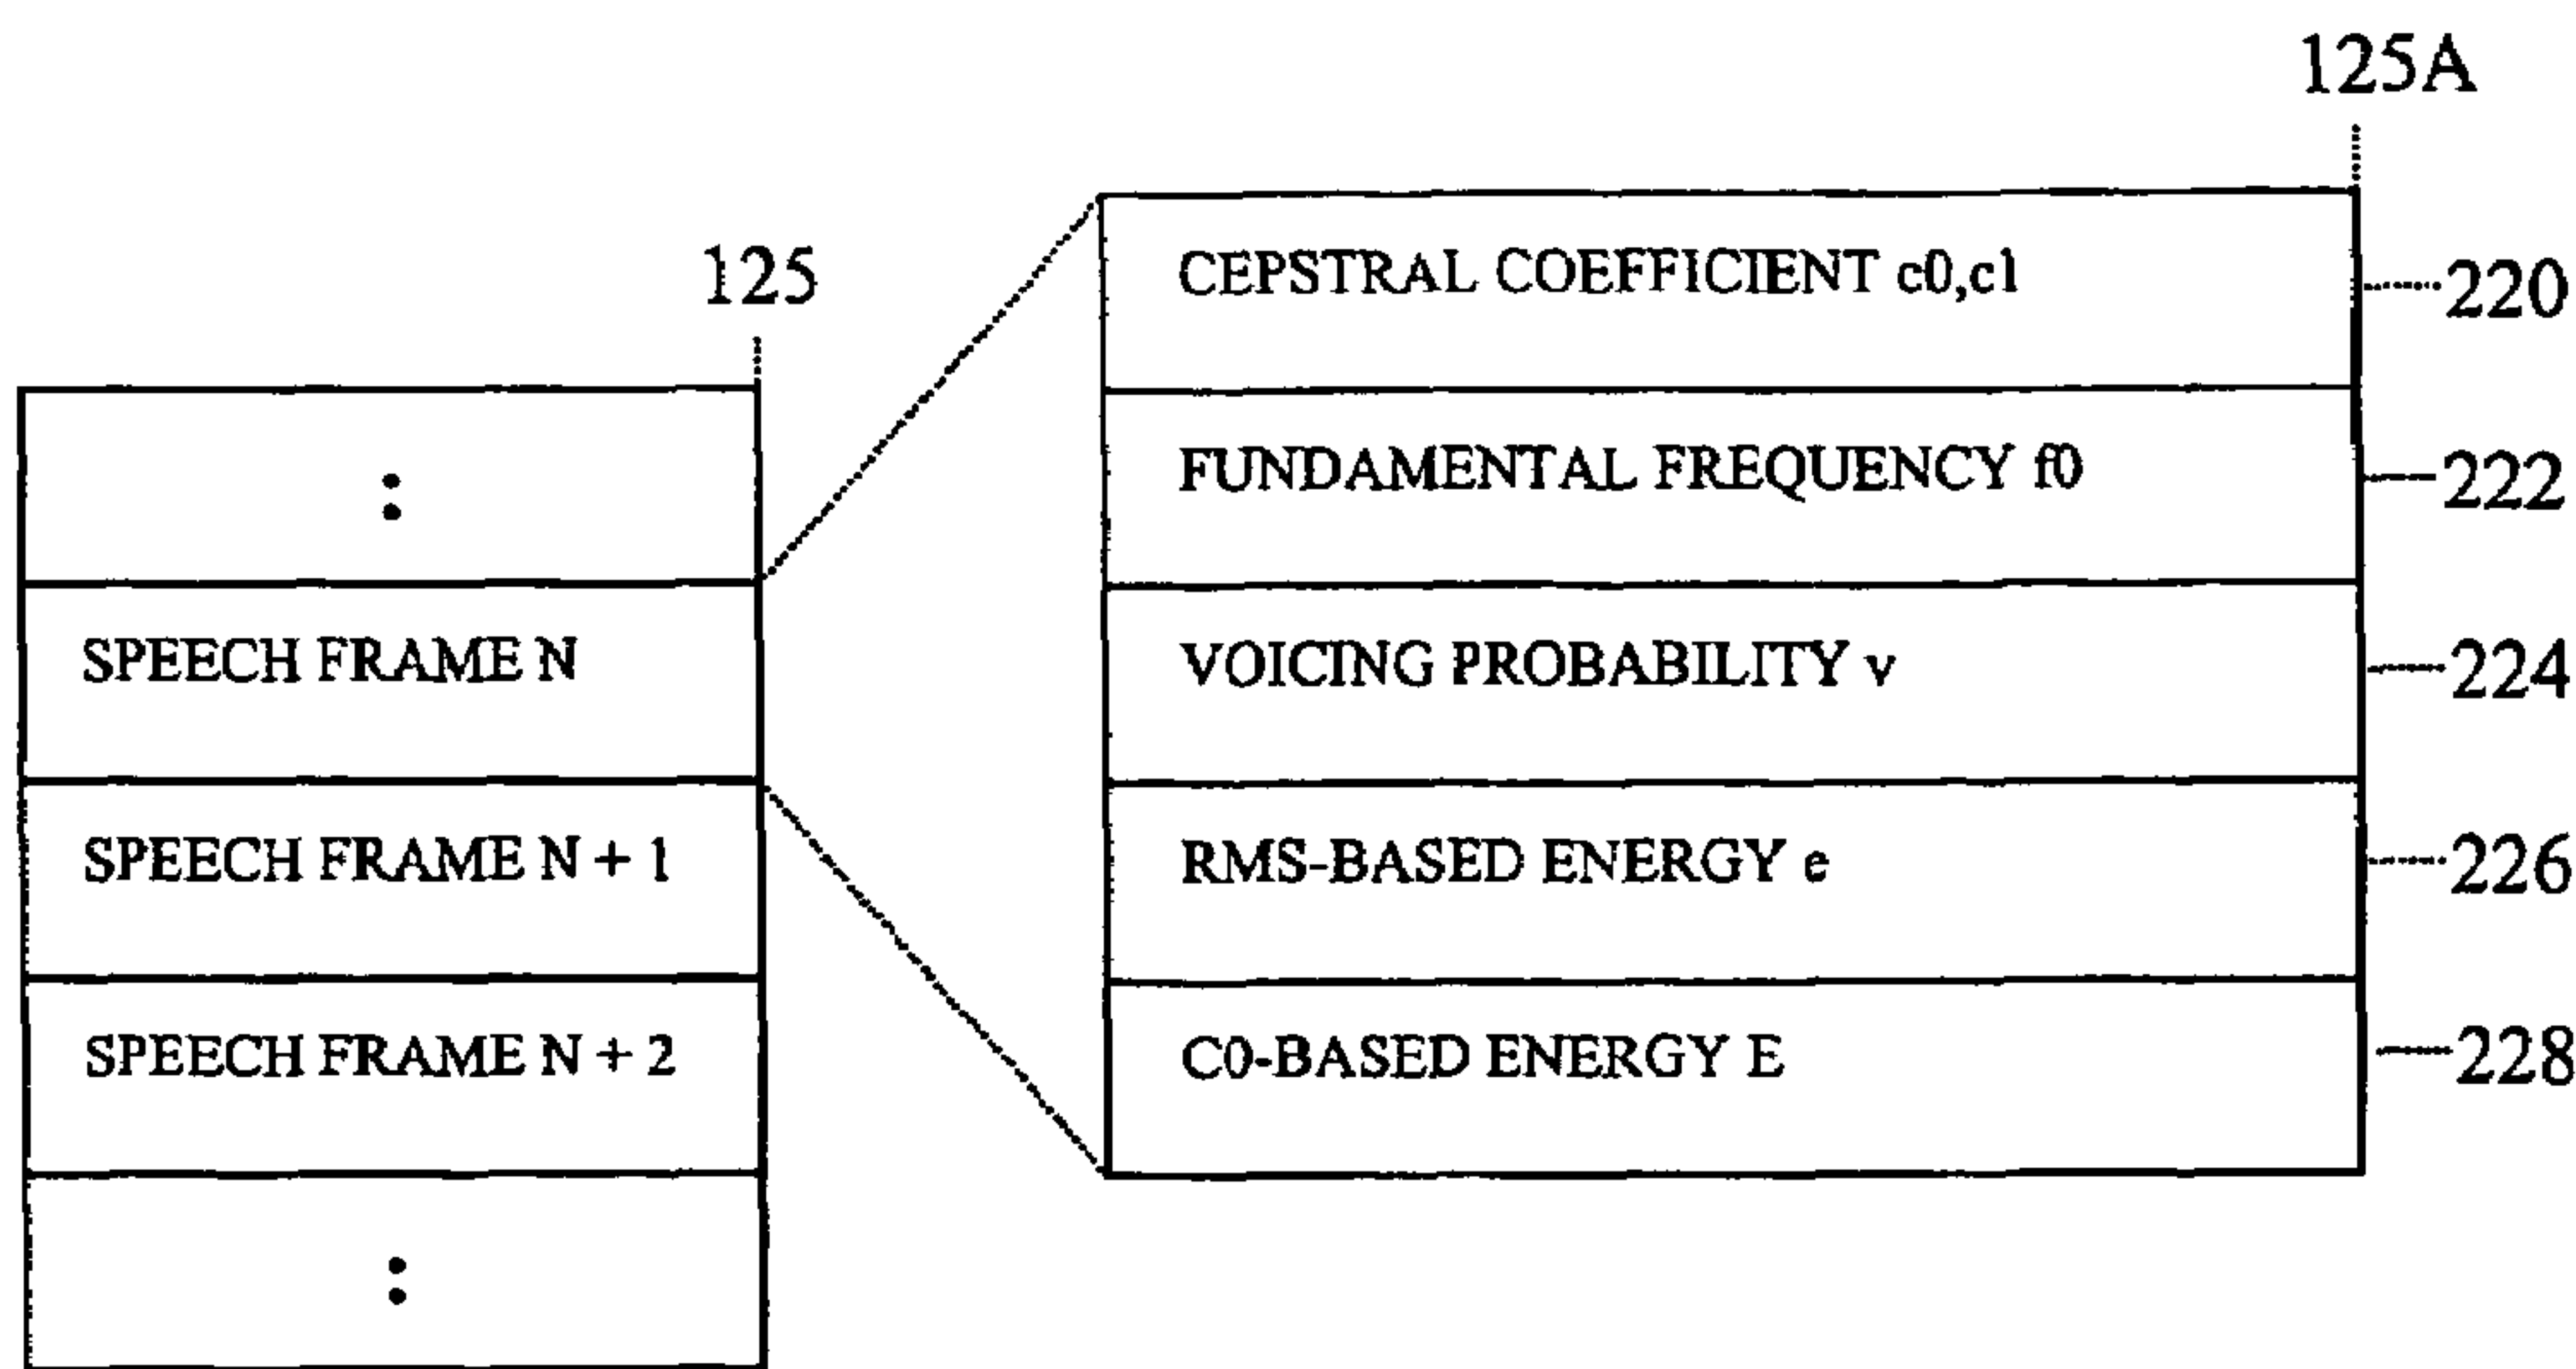 125A
125
CEPSTRAL COEFFICIENT c0,c1
220
FUNDAMENTAL FREQUENCY f0
222
SPEECH FRAME N
VOICING PROBABILITY v
224
SPEECH FRAME N + 1
RMS-BASED ENERGY e
226
SPEECH FRAME N + 2
C0-BASED ENERGY E
228